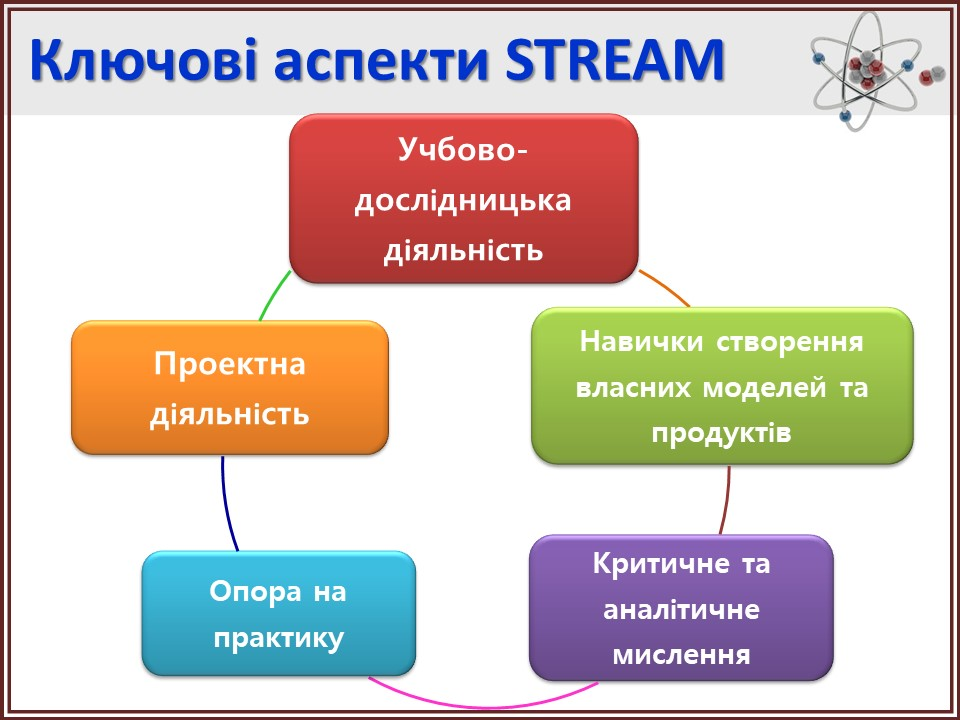 Ключові аспекти STREAM
Учбово-
дослідницька
діяльність
Проектна
діяльність
Навички створення
власних моделей та
продуктів
Опора на
практику
Критичне та
аналітичне
мислення